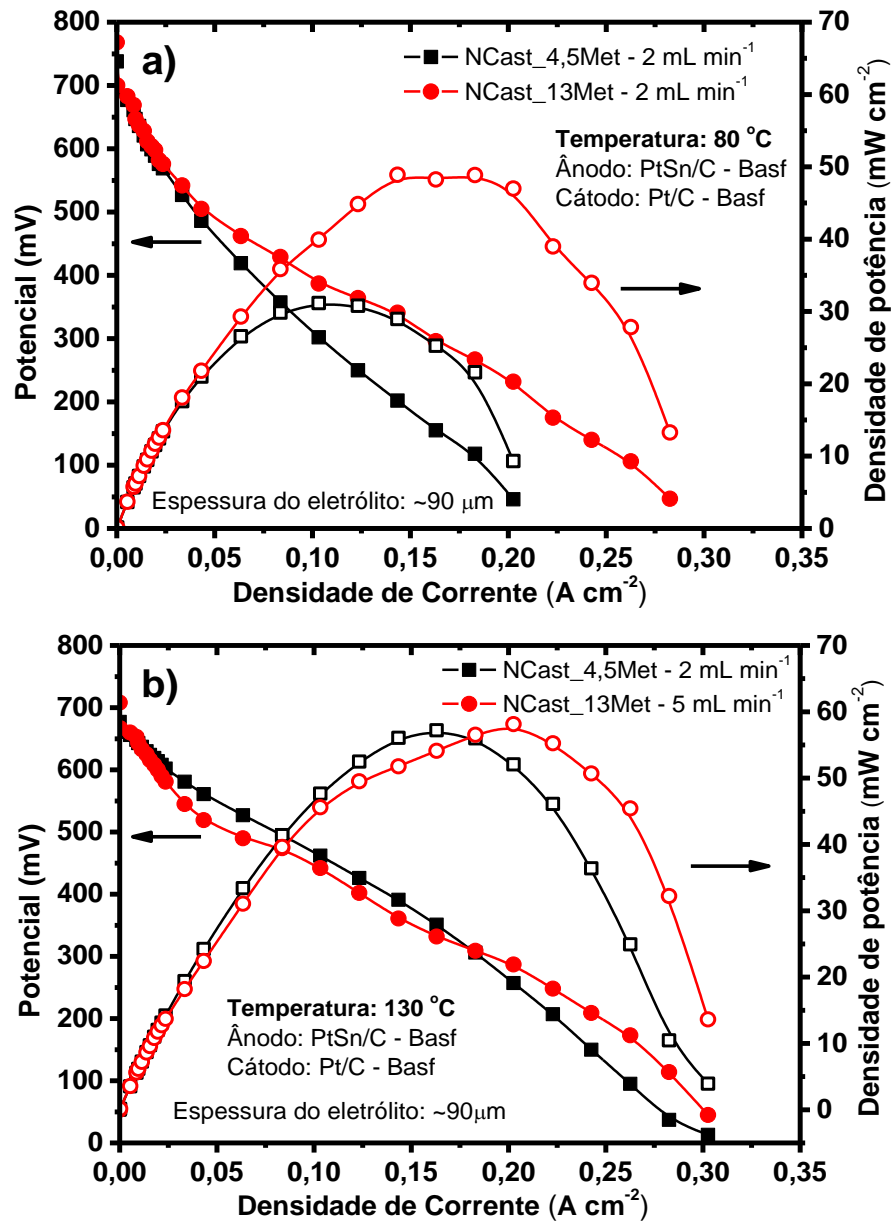 a)
NCast_4,5Met - 2 mL min⁻¹
NCast_13Met - 2 mL min⁻¹
Temperatura: 80 °C
Ânodo: PtSn/C - Basf
Cátodo: Pt/C - Basf
Espessura do eletrólito: ~90 μm
Potencial (mV)
800
700
600
500
400
300
200
100
0
Densidade de potência (mW cm⁻²)
70
60
50
40
30
20
10
0
0,00 0,05 0,10 0,15 0,20 0,25 0,30 0,35
Densidade de Corrente (A cm⁻²)
b)
NCast_4,5Met - 2 mL min⁻¹
NCast_13Met - 5 mL min⁻¹
Temperatura: 130 °C
Ânodo: PtSn/C - Basf
Cátodo: Pt/C - Basf
Espessura do eletrólito: ~90μm
Potencial (mV)
800
700
600
500
400
300
200
100
0
Densidade de potência (mW cm⁻²)
70
60
50
40
30
20
10
0
0,00 0,05 0,10 0,15 0,20 0,25 0,30 0,35
Densidade de Corrente (A cm⁻²)